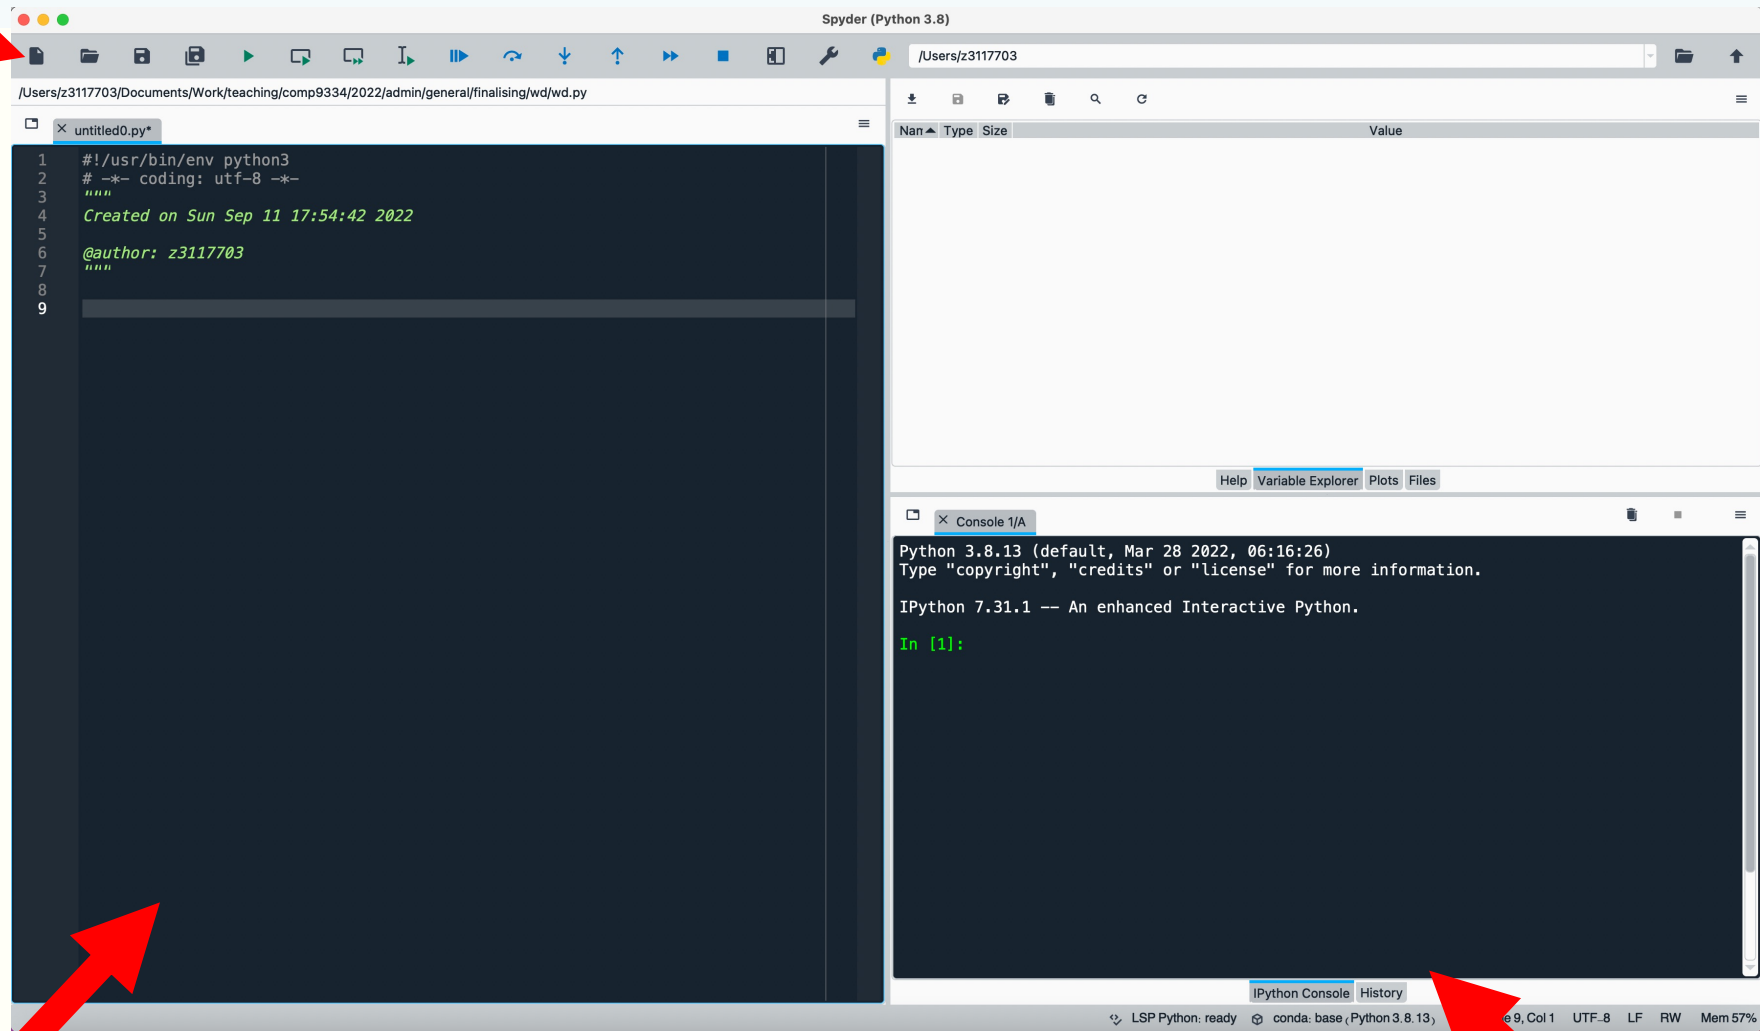 Spyder (Python 3.8)
/Users/z3117703
/Users/z3117703/Documents/Work/teaching/comp9334/2022/admin/general/finalising/wd/wd.py
untitled0.py*
1 #!/usr/bin/env python3
2 # -*- coding: utf-8 -*-
3 """
4 Created on Sun Sep 11 17:54:42 2022
5
6 @author: z3117703
7 """
8
9
Nam Type Size Value
Help Variable Explorer Plots Files
Console 1/A
Python 3.8.13 (default, Mar 28 2022, 06:16:26)
Type "copyright", "credits" or "license" for more information.
IPython 7.31.1 -- An enhanced Interactive Python.
In [1]:
IPython Console History
LSP Python: ready conda: base (Python 3.8.13) e 9, Col 1 UTF-8 LF RW Mem 57%